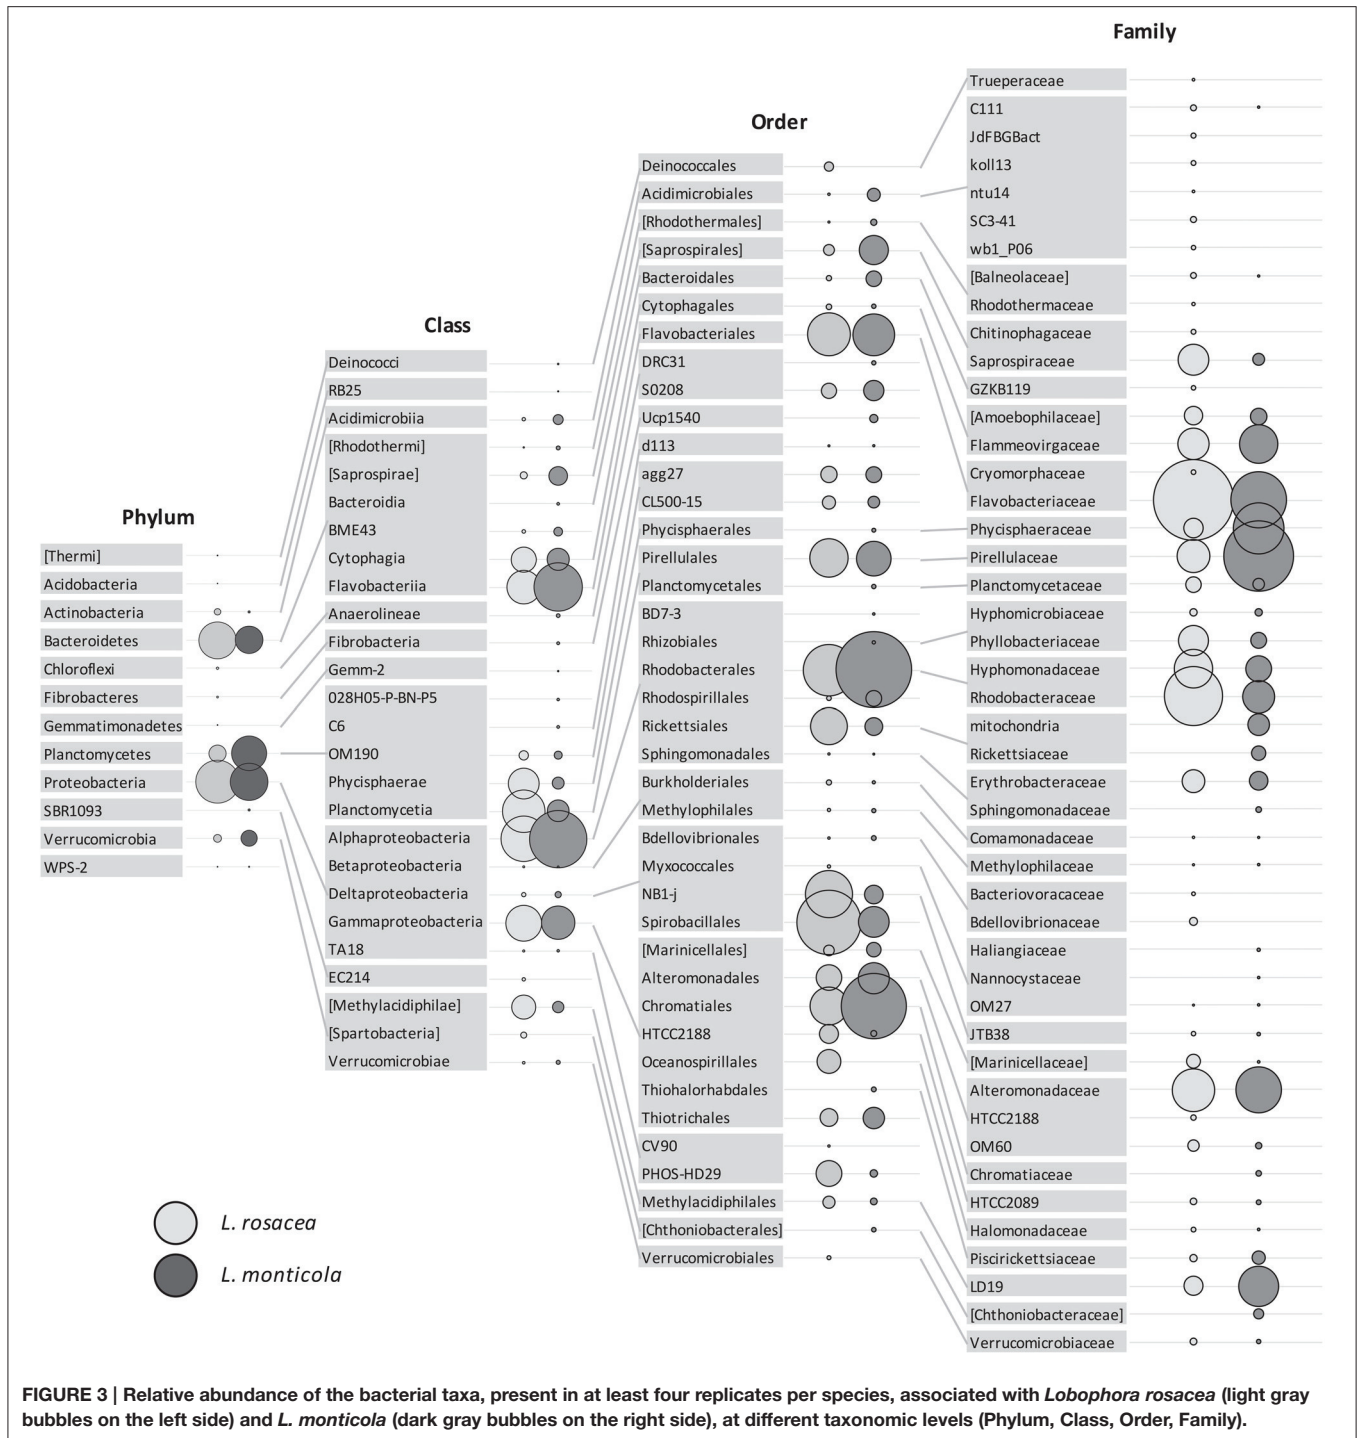 Phylum
[Thermi]
Acidobacteria
Actinobacteria
Bacteroidetes
Chloroflexi
Fibrobacteres
Gemmatimonadetes
Planctomycetes
Proteobacteria
SBR1093
Verrucomicrobia
WPS-2
Class
Deinococci
RB25
Acidimicrobiia
[Rhodothermi]
[Saprospirae]
Bacteroidia
BME43
Cytophagia
Flavobacteriia
Anaerolineae
Fibrobacteria
Gemm-2
028H05-P-BN-P5
C6
OM190
Phycisphaerae
Planctomycetia
Alphaproteobacteria
Betaproteobacteria
Deltaproteobacteria
Gammaproteobacteria
TA18
EC214
[Methylacidiphilae]
[Spartobacteria]
Verrucomicrobiae
Order
Deinococcales
Acidimicrobiales
[Rhodothermales]
[Saprospirales]
Bacteroidales
Cytophagales
Flavobacteriales
DRC31
S0208
Ucp1540
d113
agg27
CL500-15
Phycisphaerales
Pirellulales
Planctomycetales
BD7-3
Rhizobiales
Rhodobacterales
Rhodospirillales
Rickettsiales
Sphingomonadales
Burkholderiales
Methylophilales
Bdellovibrionales
Myxococcales
NB1-j
Spirobacillales
[Marinicellales]
Alteromonadales
Chromatiales
HTCC2188
Oceanospirillales
Thiohalorhabdales
Thiotrichales
CV90
PHOS-HD29
Methylacidiphilales
[Chthoniobacterales]
Verrucomicrobiales
Family
Trueperaceae
C111
JdFBGBact
koll13
ntu14
SC3-41
wb1_P06
[Balneolaceae]
Rhodothermaceae
Chitinophagaceae
Saprospiraceae
GZKB119
[Amoebophilaceae]
Flammeovirgaceae
Cryomorphaceae
Flavobacteriaceae
Phycisphaeraceae
Pirellulaceae
Planctomycetaceae
Hyphomicrobiaceae
Phyllobacteriaceae
Hyphomonadaceae
Rhodobacteraceae
mitochondria
Rickettsiaceae
Erythrobacteraceae
Sphingomonadaceae
Comamonadaceae
Methylophilaceae
Bacteriovoracaceae
Bdellovibrionaceae
Haliangiaceae
Nannocystaceae
OM27
JTB38
[Marinicellaceae]
Alteromonadaceae
HTCC2188
OM60
Chromatiaceae
HTCC2089
Halomonadaceae
Piscirickettsiaceae
LD19
[Chthoniobacteraceae]
Verrucomicrobiaceae
L. rosacea
L. monticola
FIGURE 3 | Relative abundance of the bacterial taxa, present in at least four replicates per species, associated with Lobophora rosacea (light gray
bubbles on the left side) and L. monticola (dark gray bubbles on the right side), at different taxonomic levels (Phylum, Class, Order, Family).